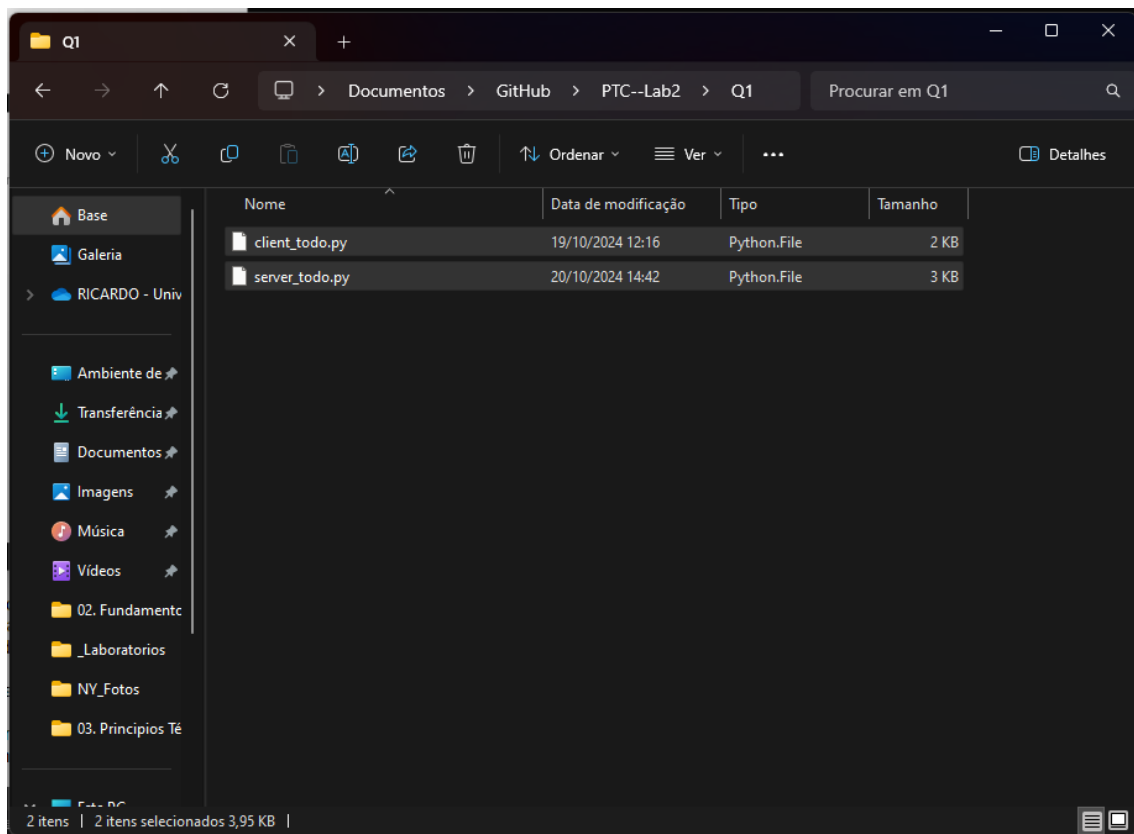 Q1
Documentos > GitHub > PTC--Lab2 > Q1
Procurar em Q1
Novo
Ordenar
Ver
Detalhes
Nome
Data de modificação
Tipo
Tamanho
client_todo.py 19/10/2024 12:16 Python.File 2 KB
server_todo.py 20/10/2024 14:42 Python.File 3 KB
Base
Galeria
RICARDO - Univ
Ambiente de
Transferência
Documentos
Imagens
Música
Vídeos
02. Fundamento
_Laboratorios
NY_Fotos
03. Principios Té
Este PC
2 itens | 2 itens selecionados 3,95 KB |